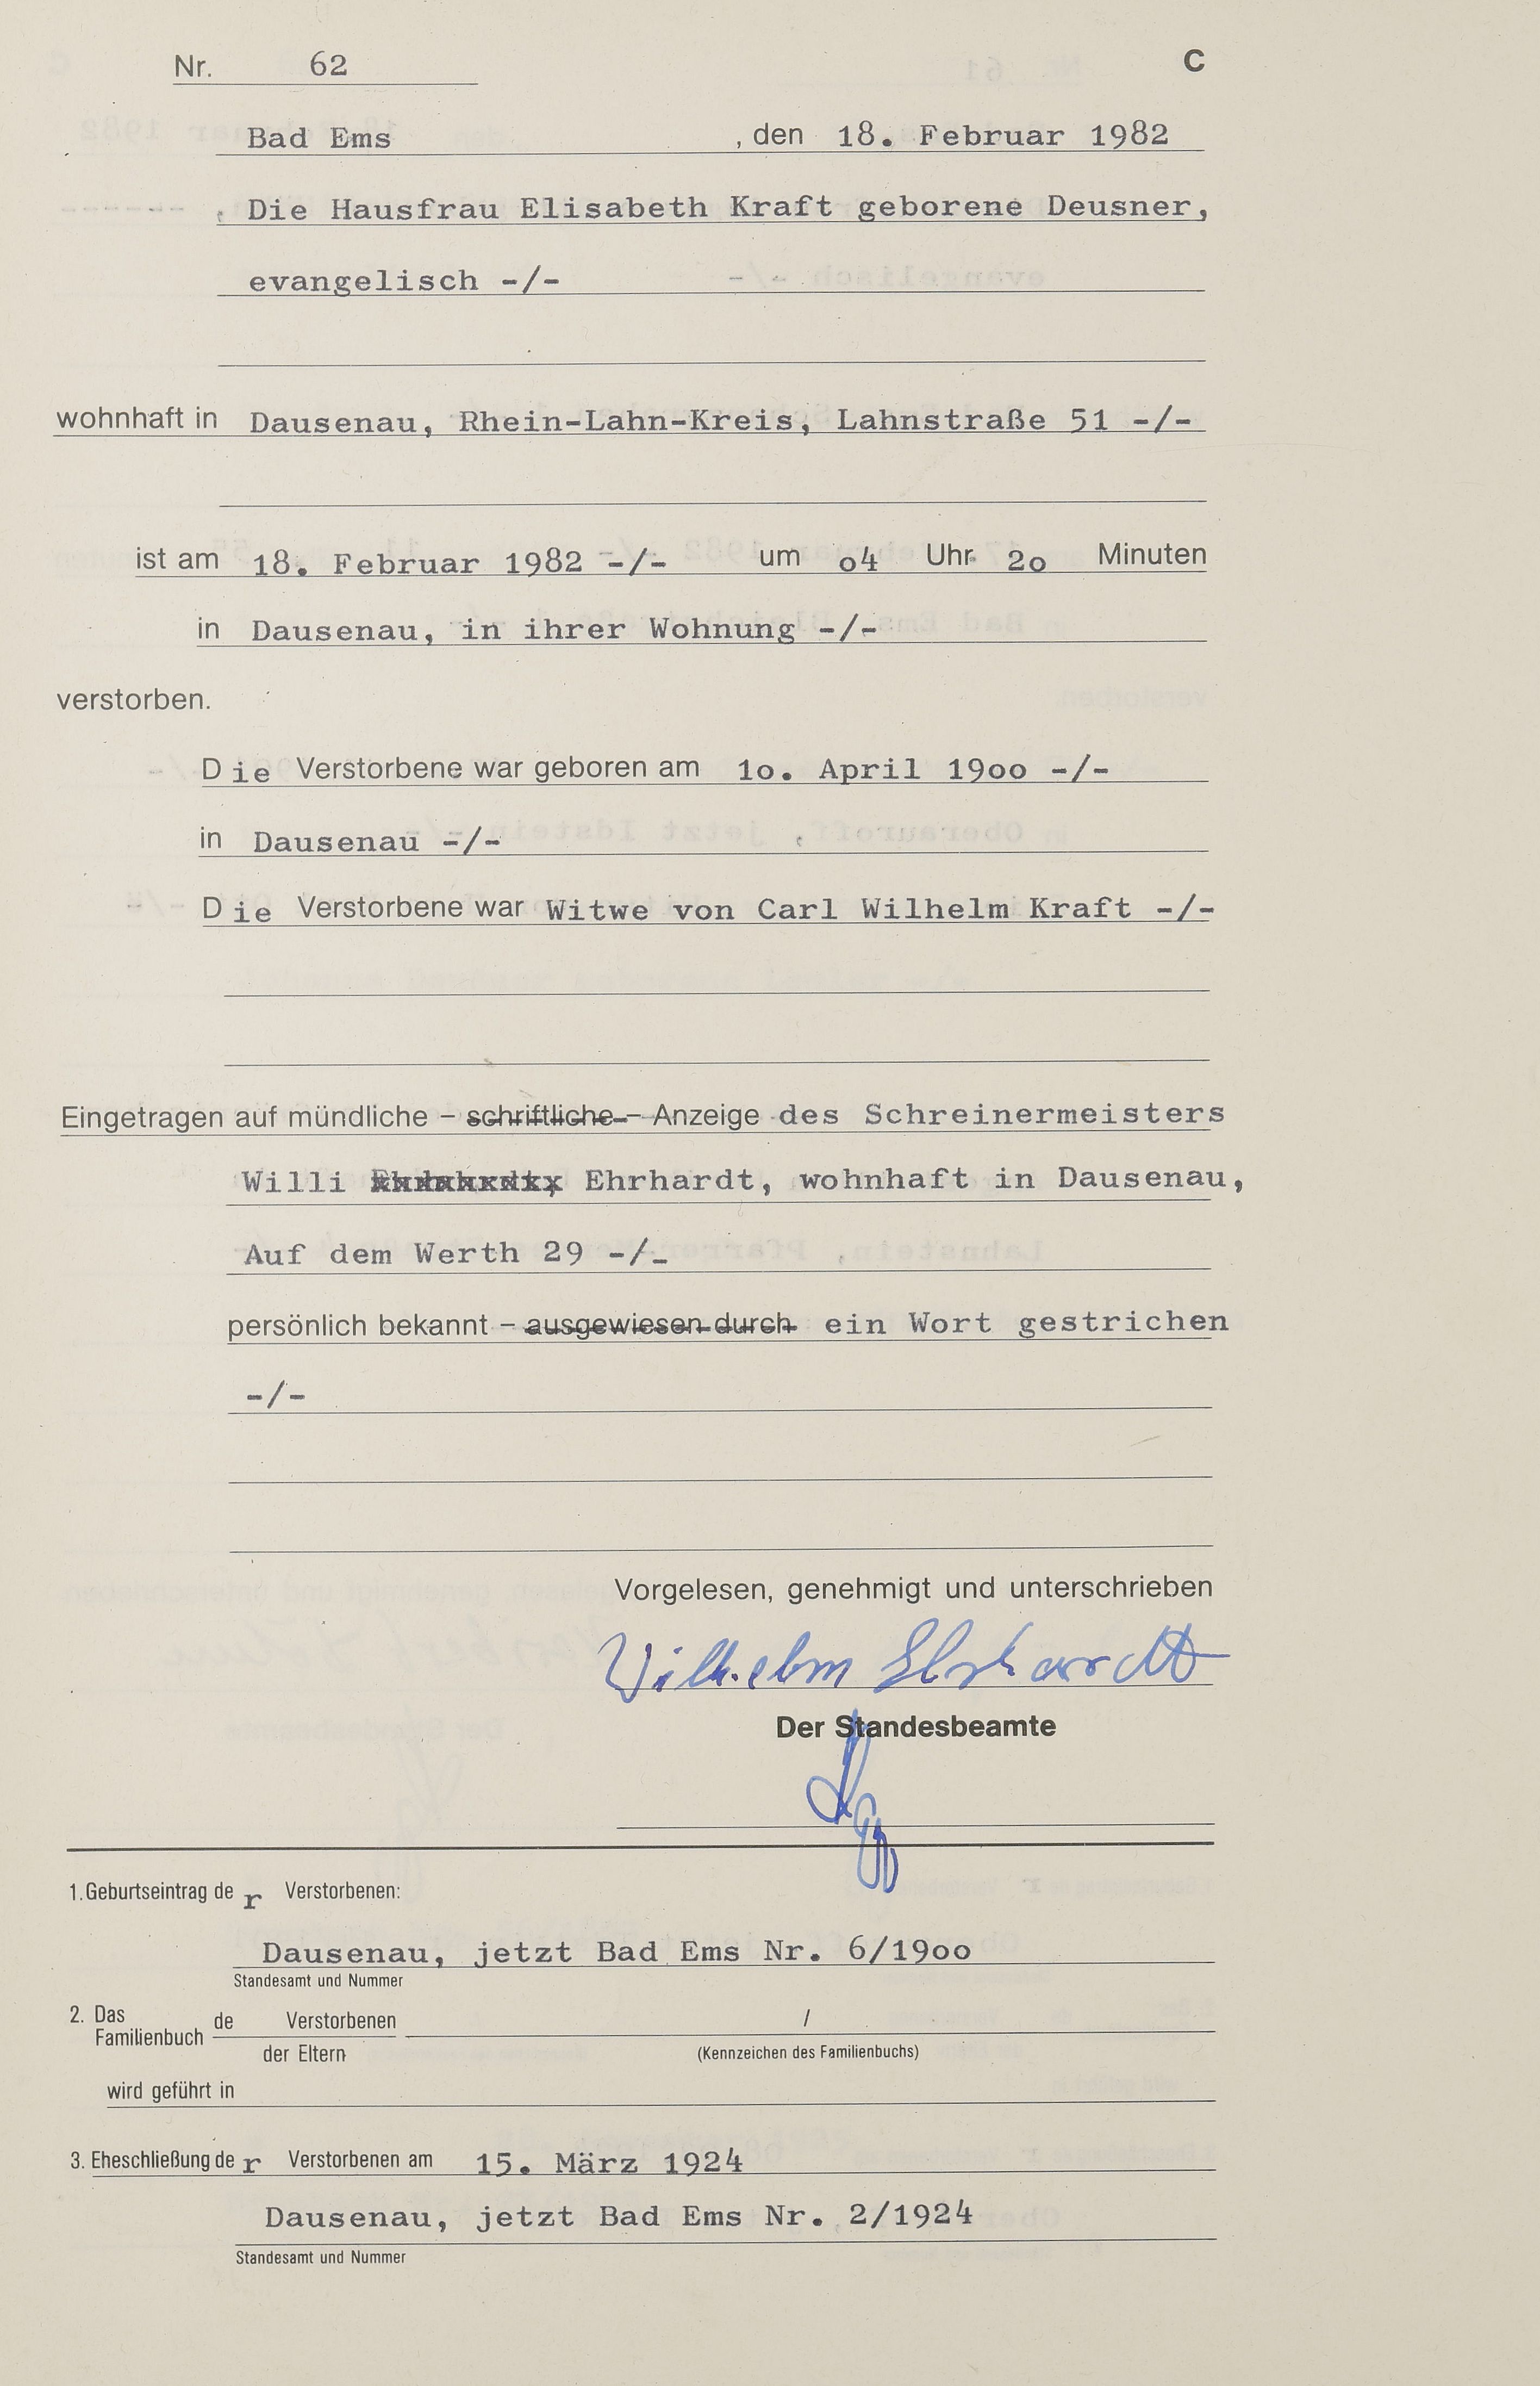 Nr. 62 C
Bad Ems , den 18. Februar 1982
Die Hausfrau Elisabeth Kraft geborene Deusner,
evangelisch -/-
wohnhaft in Dausenau, Rhein-Lahn-Kreis, Lahnstraße 51 -/-
ist am 18. Februar 1982 -/- um o4 Uhr 2o Minuten
in Dausenau, in ihrer Wohnung -/-
verstorben.
Die Verstorbene war geboren am 1o. April 19oo -/-
in Dausenau -/-
Die Verstorbene war Witwe von Carl Wilhelm Kraft -/-
Eingetragen auf mündliche – schriftliche – Anzeige des Schreinermeisters
Willi Ehrhardt, wohnhaft in Dausenau,
Auf dem Werth 29 -/-
persönlich bekannt – ausgewiesen durch ein Wort gestrichen
-/-
Vorgelesen, genehmigt und unterschrieben
Wilhelm Ehrhardt
Der Standesbeamte
1. Geburtseintrag der Verstorbenen:
Dausenau, jetzt Bad Ems Nr. 6/19oo
Standesamt und Nummer
2. Das Familienbuch de Verstorbenen /
der Eltern (Kennzeichen des Familienbuchs)
wird geführt in
3. Eheschließung der Verstorbenen am 15. März 1924
Dausenau, jetzt Bad Ems Nr. 2/1924
Standesamt und Nummer